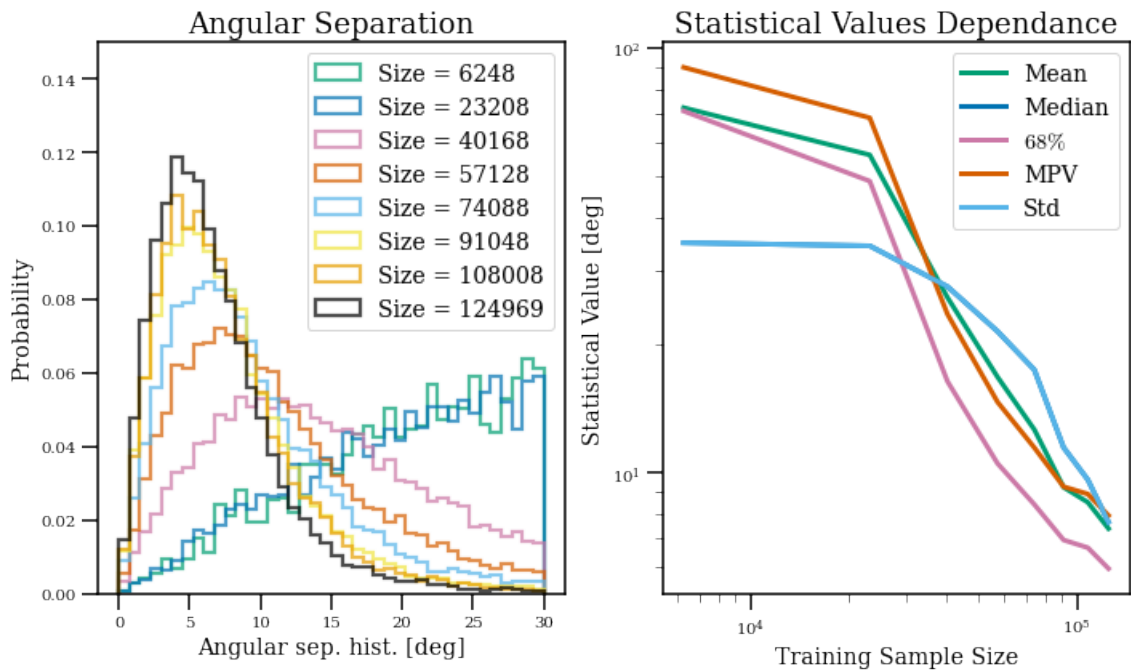 Angular Separation
Probability
0.14
0.12
0.10
0.08
0.06
0.04
0.02
0.00
0
5
10
15
20
25
30
Angular sep. hist. [deg]
Size = 6248
Size = 23208
Size = 40168
Size = 57128
Size = 74088
Size = 91048
Size = 108008
Size = 124969
Statistical Values Dependance
Statistical Value [deg]
10²
10¹
10⁴
10⁵
Training Sample Size
Mean
Median
68%
MPV
Std